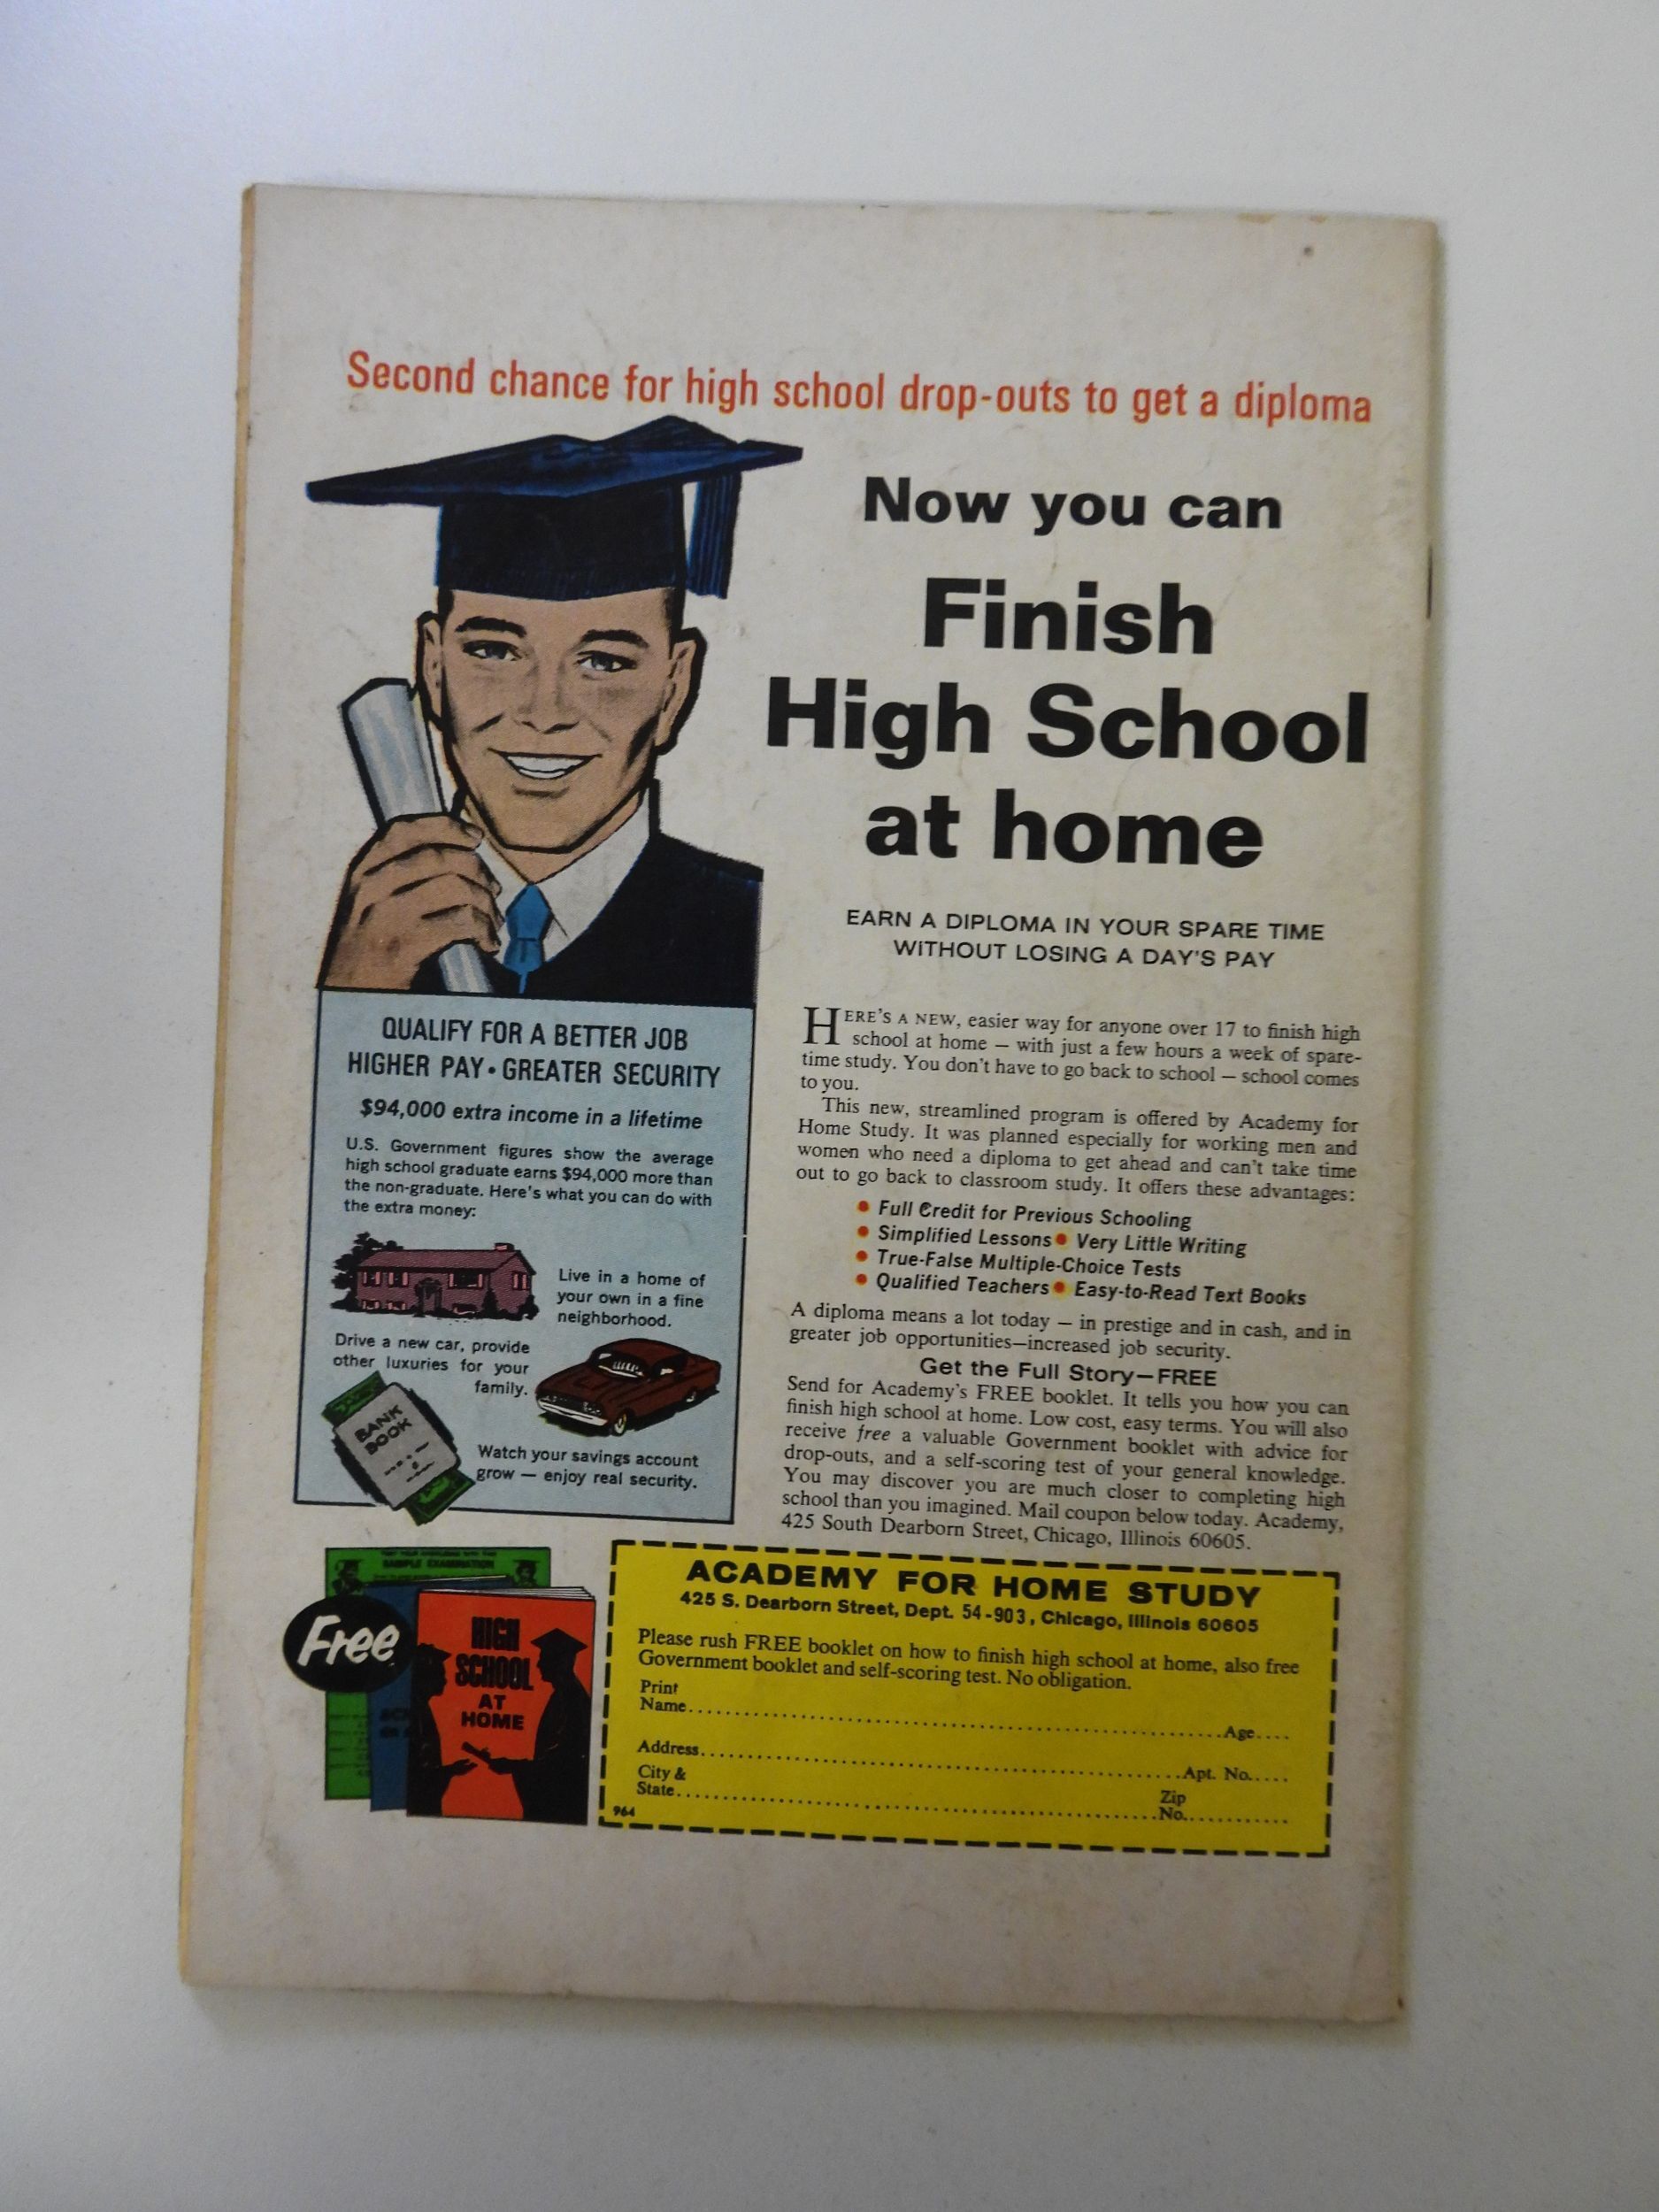 Second chance for high school drop-outs to get a diploma
Now you can
Finish
High School
at home
EARN A DIPLOMA IN YOUR SPARE TIME
WITHOUT LOSING A DAY'S PAY
HERE'S A NEW, easier way for anyone over 17 to finish high
school at home — with just a few hours a week of spare-
time study. You don't have to go back to school — school comes
to you.
This new, streamlined program is offered by Academy for
Home Study. It was planned especially for working men and
women who need a diploma to get ahead and can't take time
out to go back to classroom study. It offers these advantages:
• Full Credit for Previous Schooling
• Simplified Lessons • Very Little Writing
• True-False Multiple-Choice Tests
• Qualified Teachers • Easy-to-Read Text Books
A diploma means a lot today — in prestige and in cash, and in
greater job opportunities—increased job security.
Get the Full Story—FREE
Send for Academy's FREE booklet. It tells you how you can
finish high school at home. Low cost, easy terms. You will also
receive free a valuable Government booklet with advice for
drop-outs, and a self-scoring test of your general knowledge.
You may discover you are much closer to completing high
school than you imagined. Mail coupon below today. Academy,
425 South Dearborn Street, Chicago, Illinois 60605.
QUALIFY FOR A BETTER JOB
HIGHER PAY • GREATER SECURITY
$94,000 extra income in a lifetime
U.S. Government figures show the average
high school graduate earns $94,000 more than
the non-graduate. Here's what you can do with
the extra money:
Live in a home of
your own in a fine
neighborhood.
Drive a new car, provide
other luxuries for your
family.
BANK
BOOK
Watch your savings account
grow — enjoy real security.
SAMPLE EXAMINATION
Free
HIGH
SCHOOL
AT
HOME
ACADEMY FOR HOME STUDY
425 S. Dearborn Street, Dept. 54-903, Chicago, Illinois 60605
Please rush FREE booklet on how to finish high school at home, also free
Government booklet and self-scoring test. No obligation.
Print
Name Age
Address Apt. No.
City & Zip
State No.
964